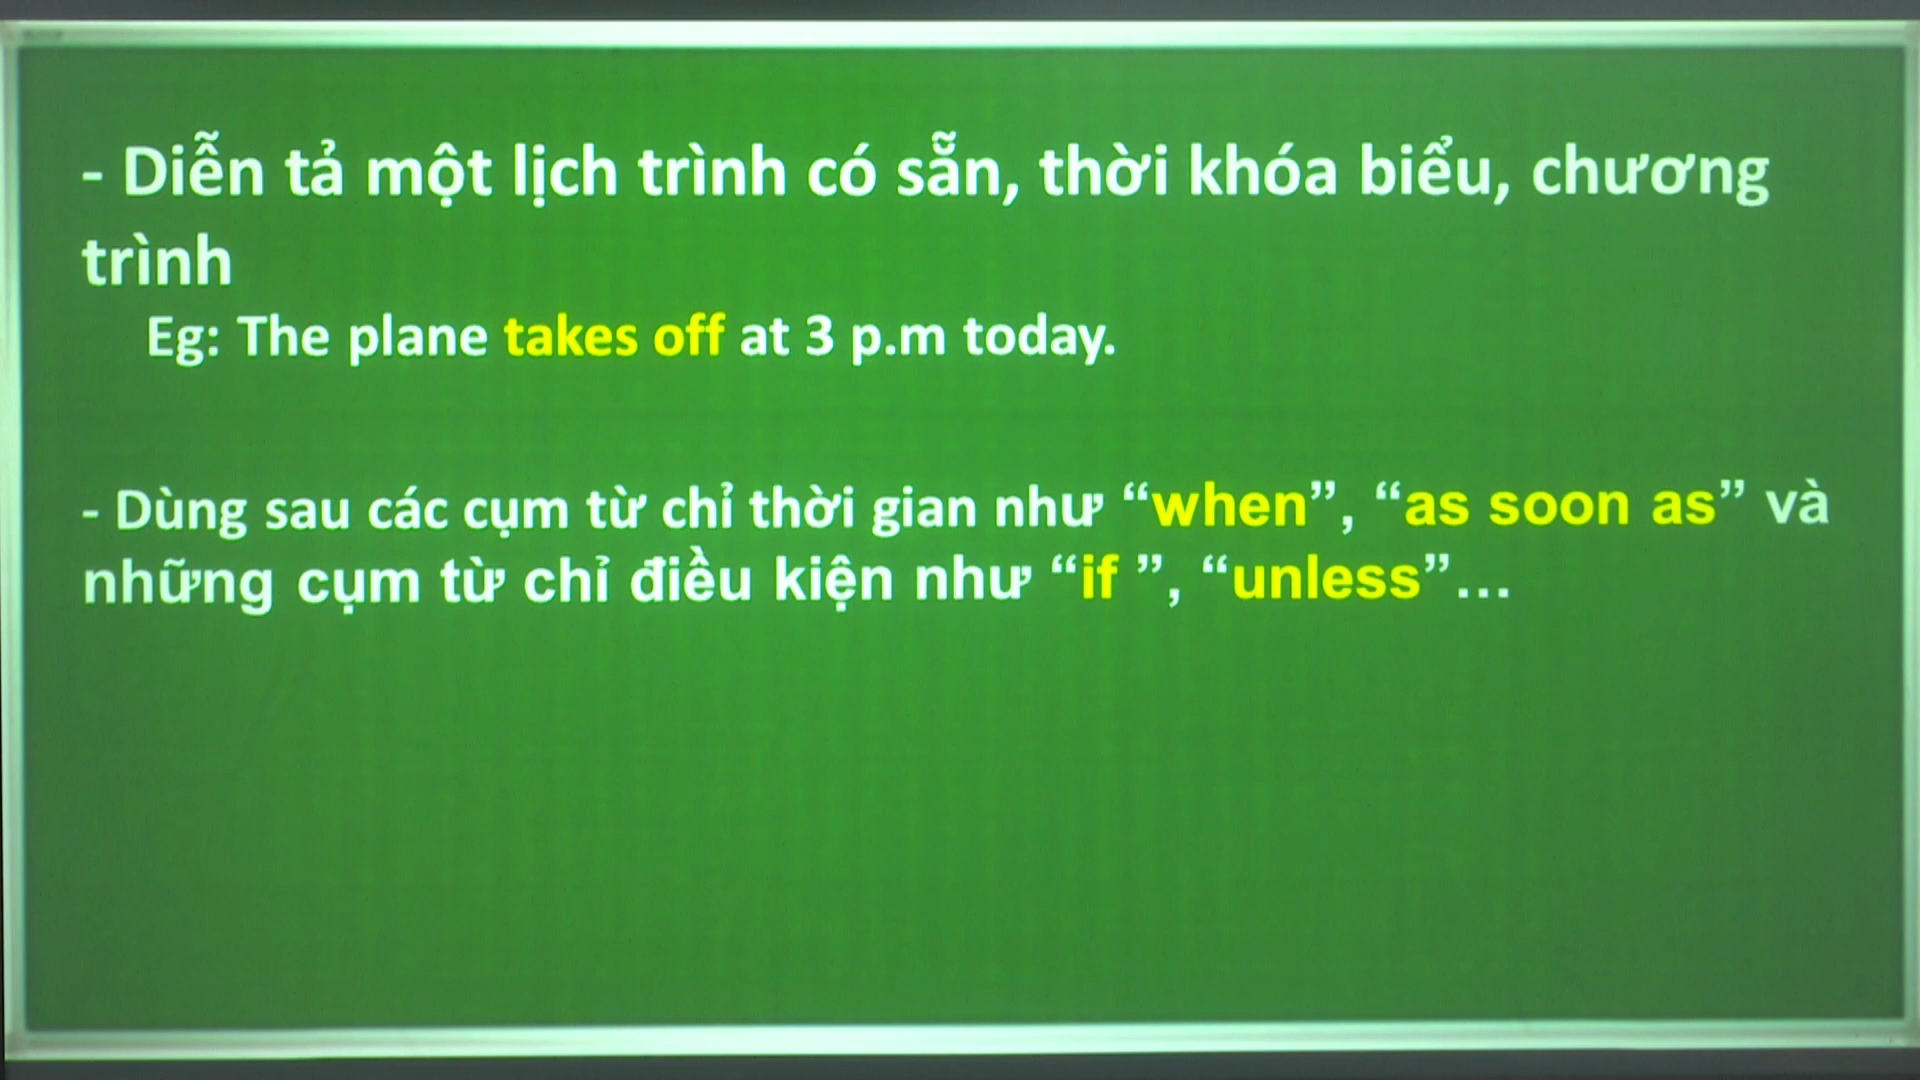 - Diễn tả một lịch trình có sẵn, thời khóa biểu, chương
trình
Eg: The plane takes off at 3 p.m today.
- Dùng sau các cụm từ chỉ thời gian như “when”, “as soon as” và
những cụm từ chỉ điều kiện như “if ”, “unless”...